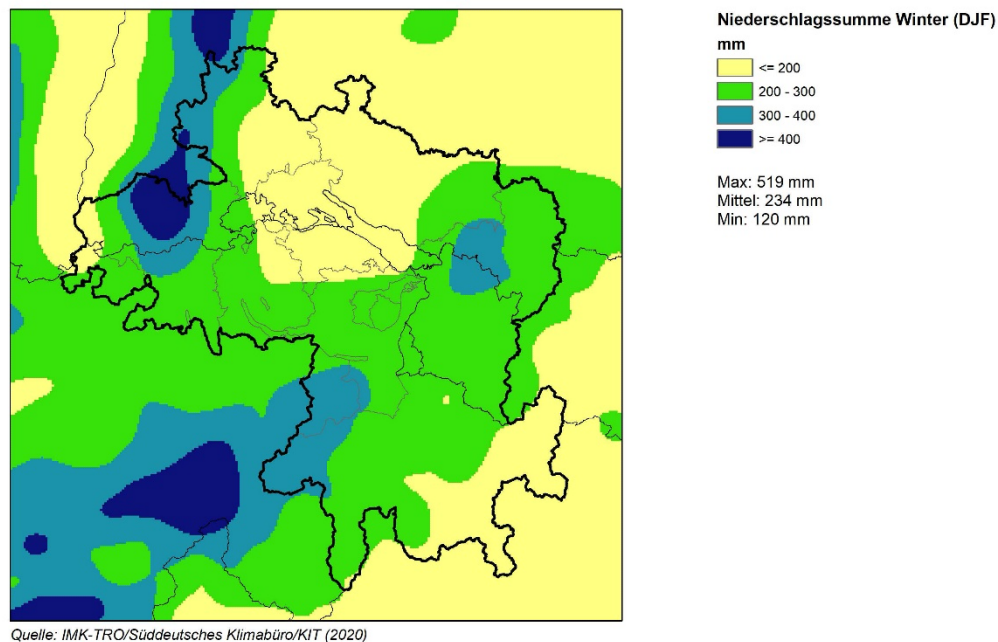 Niederschlagssumme Winter (DJF)
mm
<= 200
200 - 300
300 - 400
>= 400
Max: 519 mm
Mittel: 234 mm
Min: 120 mm
Quelle: IMK-TRO/Süddeutsches Klimabüro/KIT (2020)